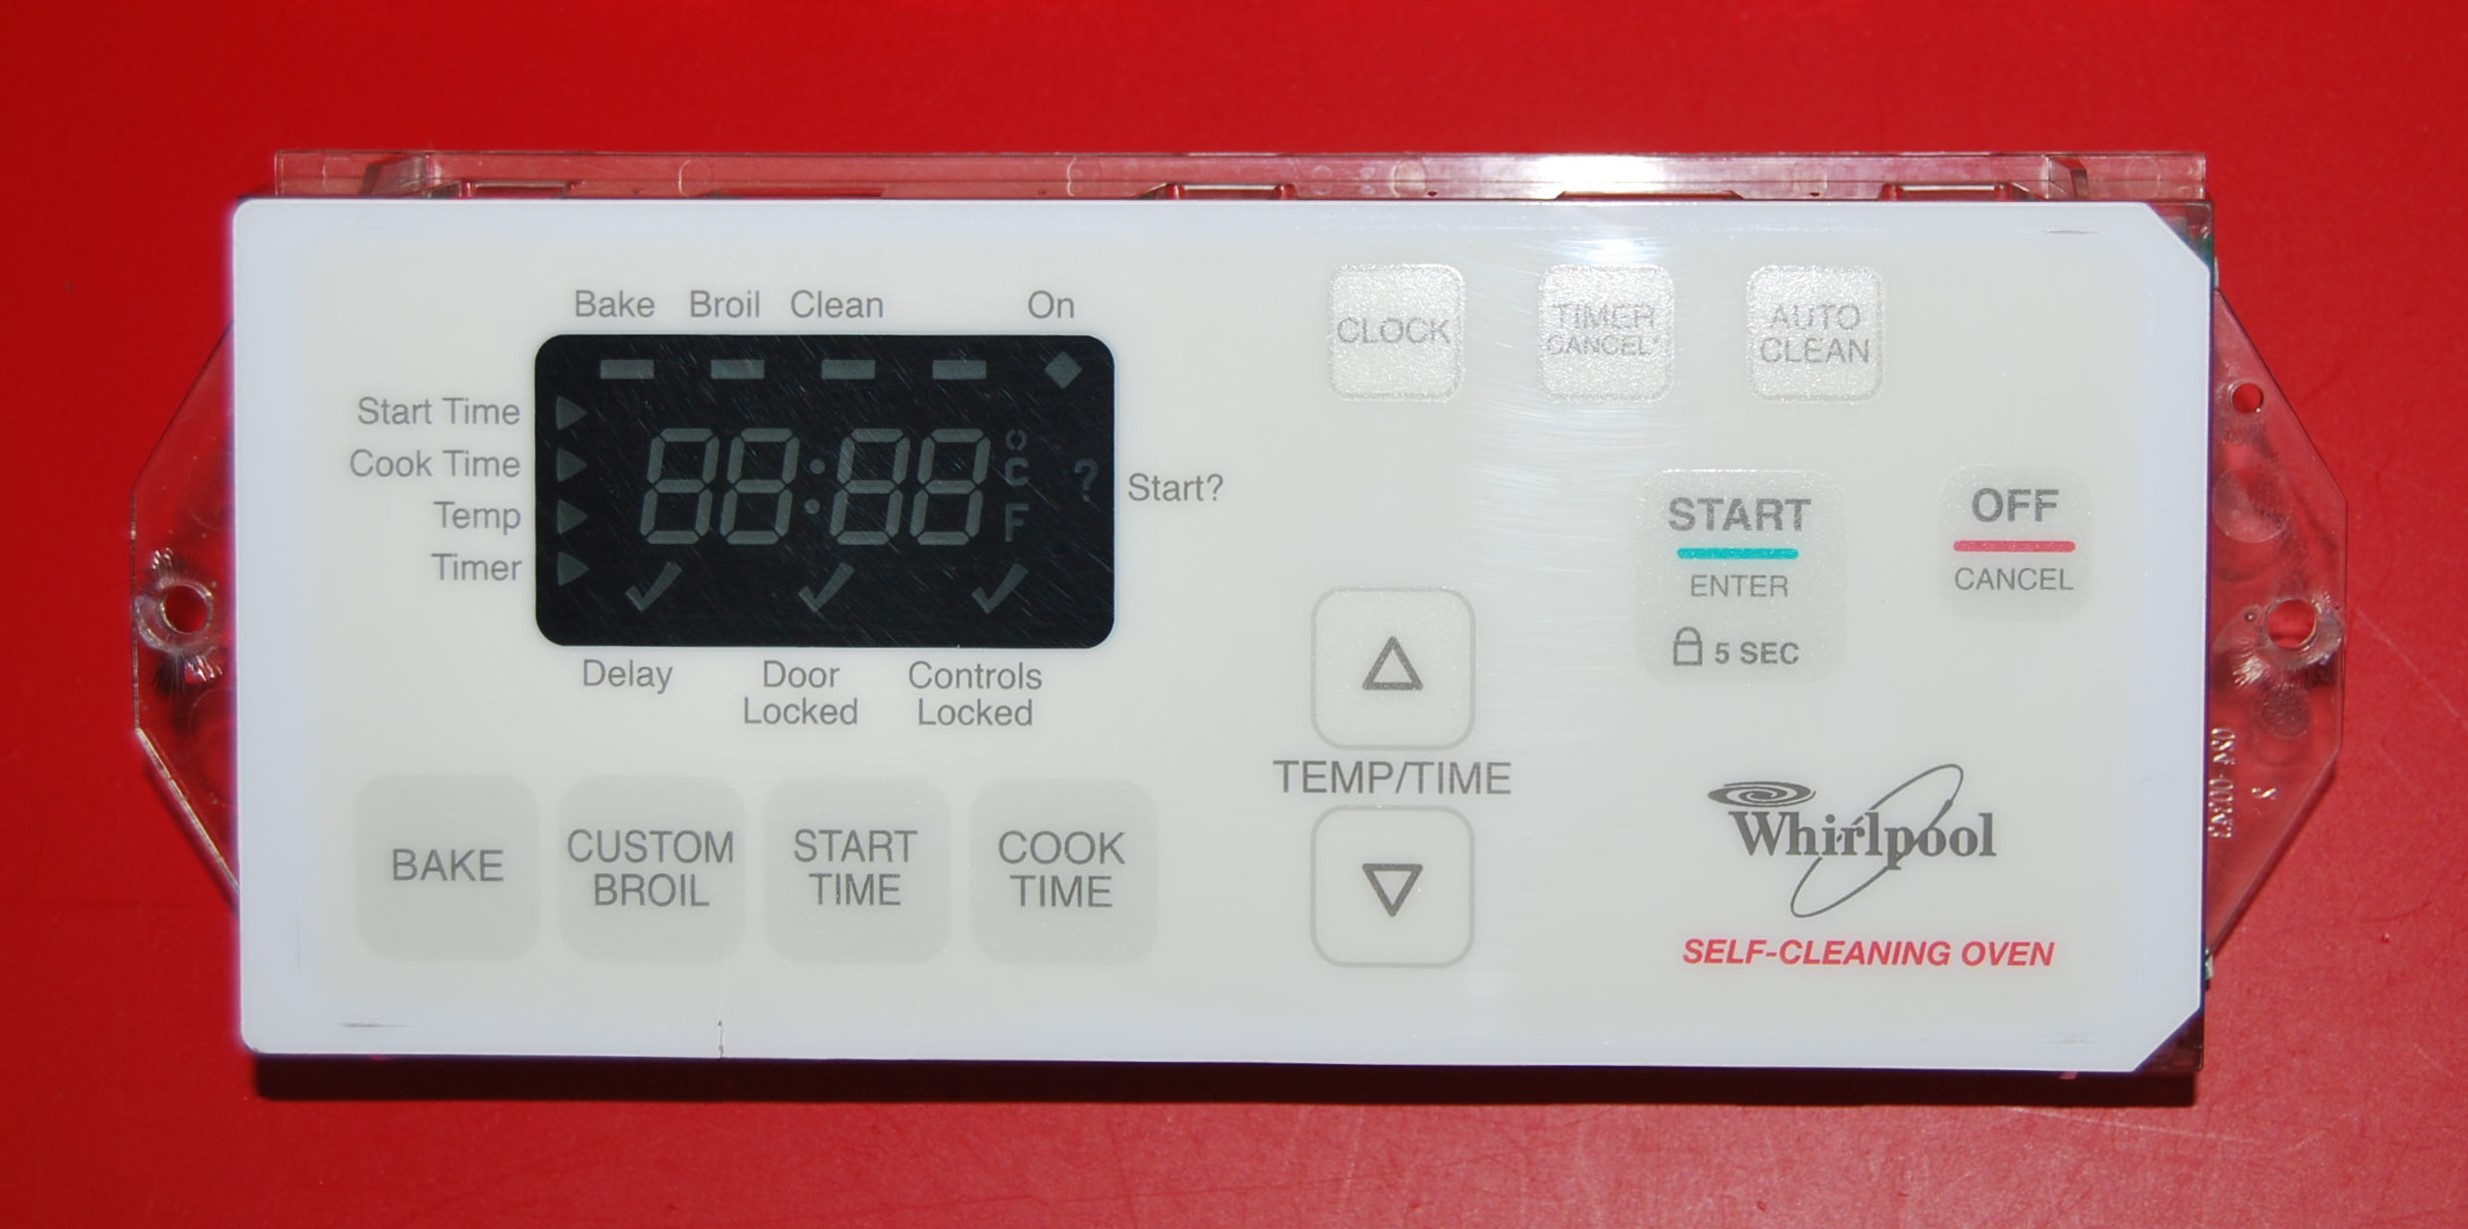 Bake Broil Clean On
Start Time
Cook Time
Temp
Timer
88:88
o
C
F
?
Start?
Delay
Door
Locked
Controls
Locked
BAKE
CUSTOM
BROIL
START
TIME
COOK
TIME
CLOCK
TIMER
CANCEL
AUTO
CLEAN
TEMP/TIME
START
ENTER
5 SEC
OFF
CANCEL
Whirlpool
SELF-CLEANING OVEN